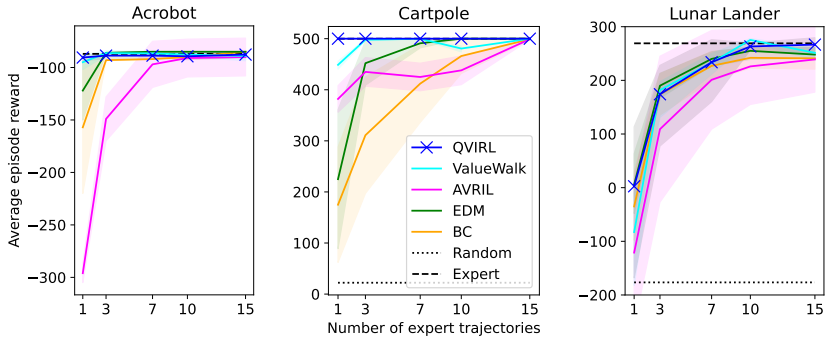 Acrobot
Cartpole
Lunar Lander
Average episode reward
−100
−150
−200
−250
−300
1 3 7 10 15
500
400
300
200
100
0
1 3 7 10 15
QVIRL
ValueWalk
AVRIL
EDM
BC
Random
Expert
300
200
100
0
−100
−200
1 3 7 10 15
Number of expert trajectories